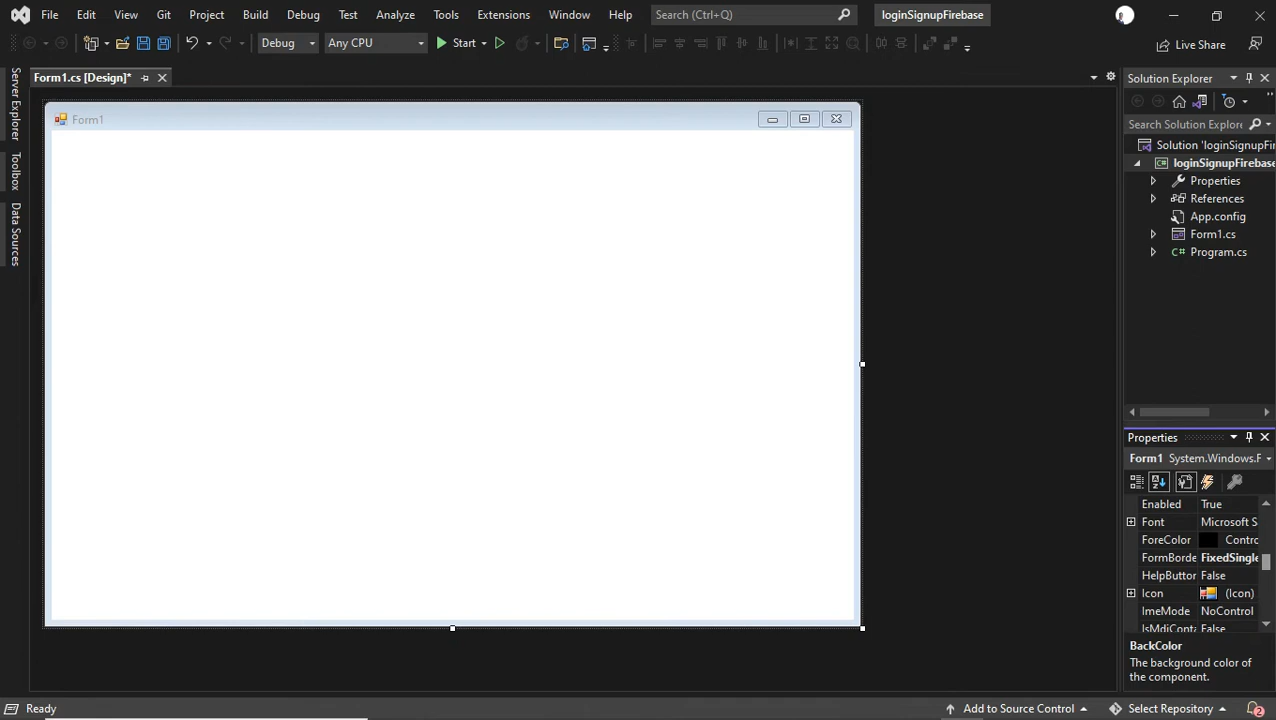 File Edit View Git Project Build Debug Test Analyze Tools Extensions Window Help Search (Ctrl+Q) loginSignupFirebase
Debug Any CPU Start Live Share
Form1.cs [Design]*
Server Explorer
Toolbox
Data Sources
Form1
Solution Explorer
Search Solution Explore
Solution 'loginSignupFi
loginSignupFirebase
Properties
References
App.config
Form1.cs
C# Program.cs
Properties
Form1 System.Windows.F
Enabled True
Font Microsoft S
ForeColor Contro
FormBorde FixedSingle
HelpButton False
Icon (Icon)
ImeMode NoControl
IsMdiConta False
BackColor
The background color of
the component.
Ready Add to Source Control Select Repository 2